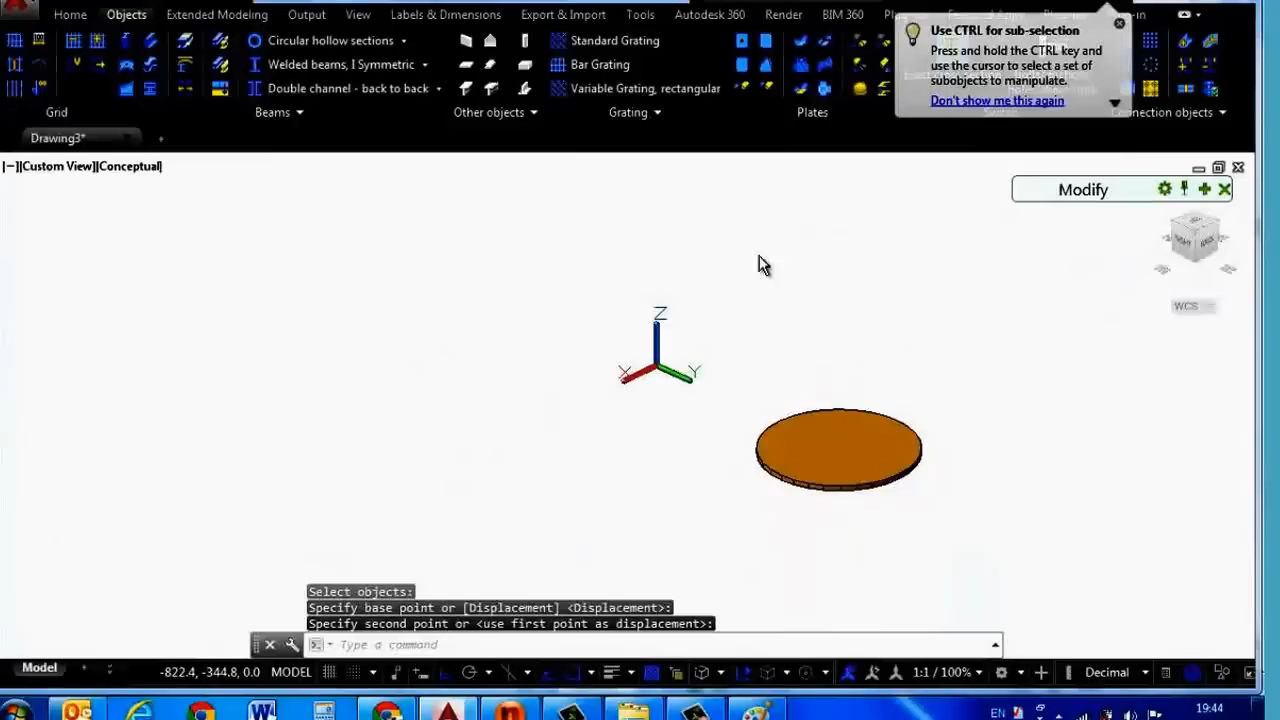 Home Objects Extended Modeling Output View Labels & Dimensions Export & Import Tools Autodesk 360 Render BIM 360
Use CTRL for sub-selection
Press and hold the CTRL key and
use the cursor to select a set of
subobjects to manipulate.
Don't show me this again
Circular hollow sections
Welded beams, I Symmetric
Double channel - back to back
Standard Grating
Bar Grating
Variable Grating, rectangular
Grid Beams Other objects Grating Plates Connection objects
Drawing3*
[−][Custom View][Conceptual]
Modify
WCS
Z
X
Y
Select objects:
Specify base point or [Displacement] <Displacement>:
Specify second point or <use first point as displacement>:
Type a command
Model -822.4, -344.8, 0.0 MODEL 1:1 / 100% Decimal
EN 19:44